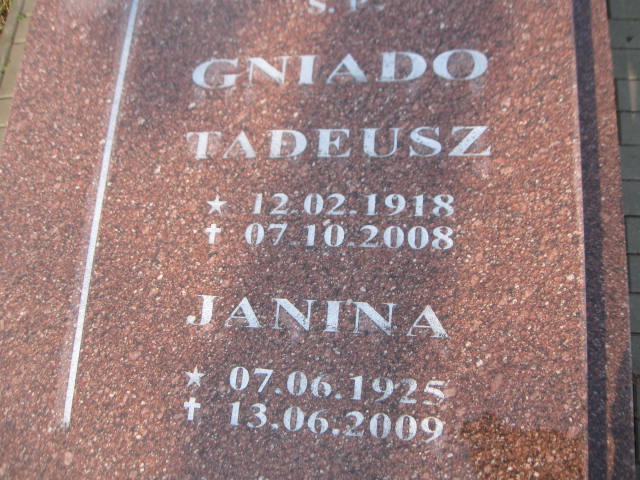 Ś. P.
GNIADO
TADEUSZ
★ 12.02.1918
✝ 07.10.2008
JANINA
★ 07.06.1925
✝ 13.06.2009